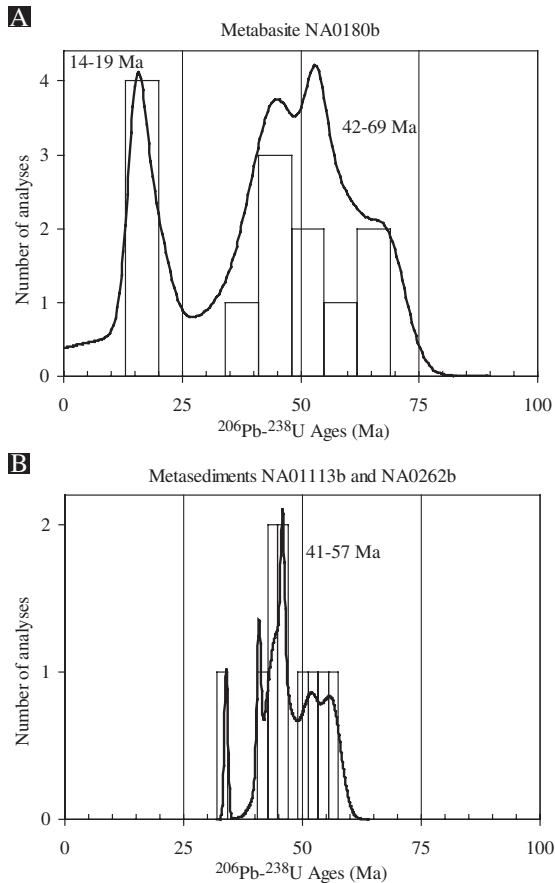 A
Metabasite NA0180b
14-19 Ma
42-69 Ma
Number of analyses
4
3
2
1
0
0 25 50 75 100
²⁰⁶Pb-²³⁸U Ages (Ma)
B
Metasediments NA01113b and NA0262b
41-57 Ma
Number of analyses
2
1
0
0 25 50 75 100
²⁰⁶Pb-²³⁸U Ages (Ma)